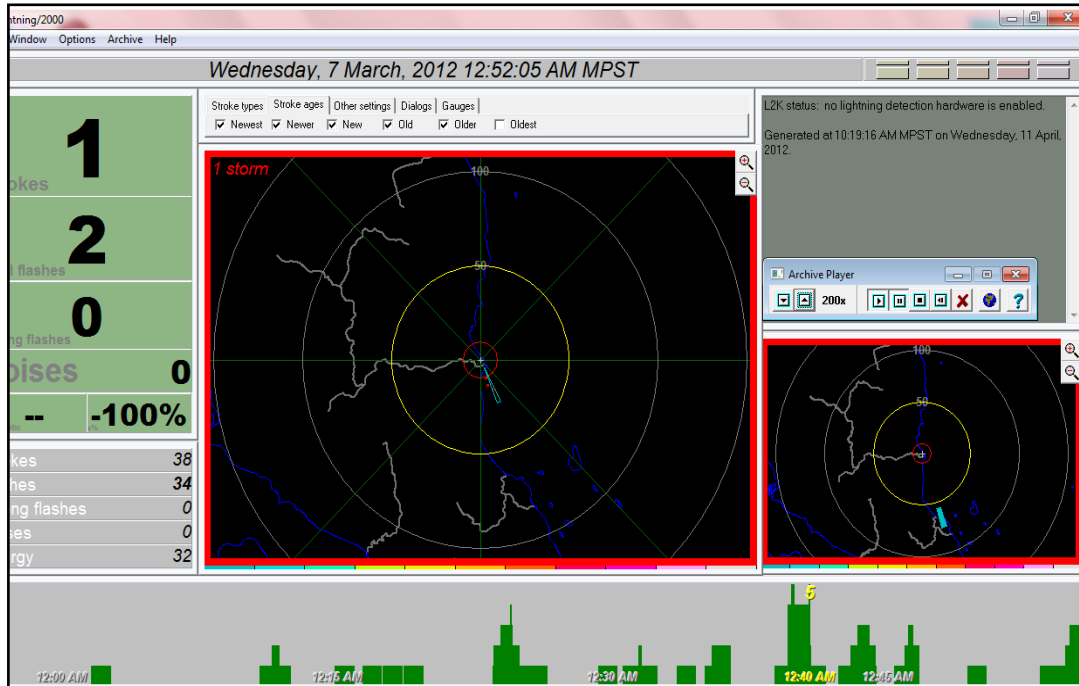 htning/2000
Window Options Archive Help
Wednesday, 7 March, 2012 12:52:05 AM MPST
1
okes
2
l flashes
0
ng flashes
oises 0
-- -100%
kes 38
hes 34
ng flashes 0
ses 0
rgy 32
Stroke types Stroke ages Other settings Dialogs Gauges
Newest Newer New Old Older Oldest
1 storm
100
50
L2K status: no lightning detection hardware is enabled.
Generated at 10:19:16 AM MPST on Wednesday, 11 April,
2012.
Archive Player
200x
?
100
50
5
12:00 AM 12:15 AM 12:30 AM 12:40 AM 12:45 AM